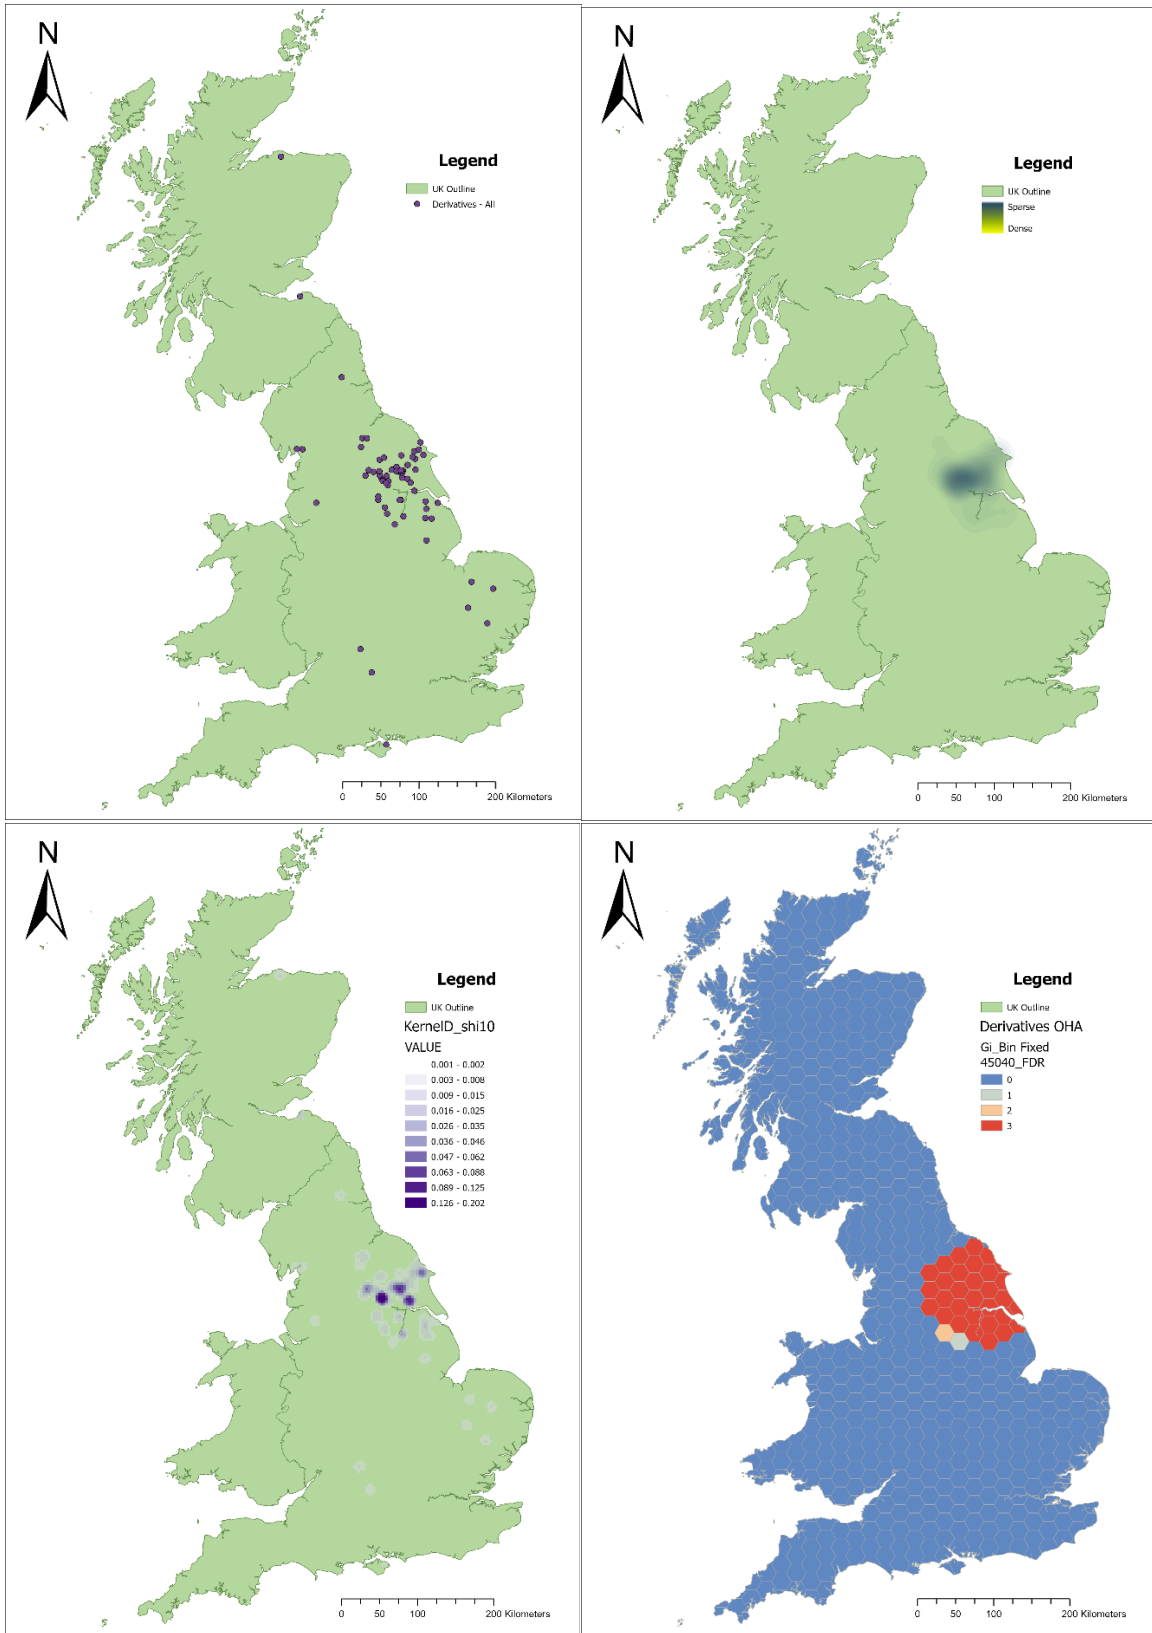 N
Legend
UK Outline
Derivatives - All
0 50 100 200 Kilometers
N
Legend
UK Outline
Sparse
Dense
0 50 100 200 Kilometers
N
Legend
UK Outline
KernelD_shi10
VALUE
0.001 - 0.002
0.003 - 0.008
0.009 - 0.015
0.016 - 0.025
0.026 - 0.035
0.036 - 0.046
0.047 - 0.062
0.063 - 0.088
0.089 - 0.125
0.126 - 0.202
0 50 100 200 Kilometers
N
Legend
UK Outline
Derivatives OHA
Gi_Bin Fixed
45040_FDR
0
1
2
3
0 50 100 200 Kilometers